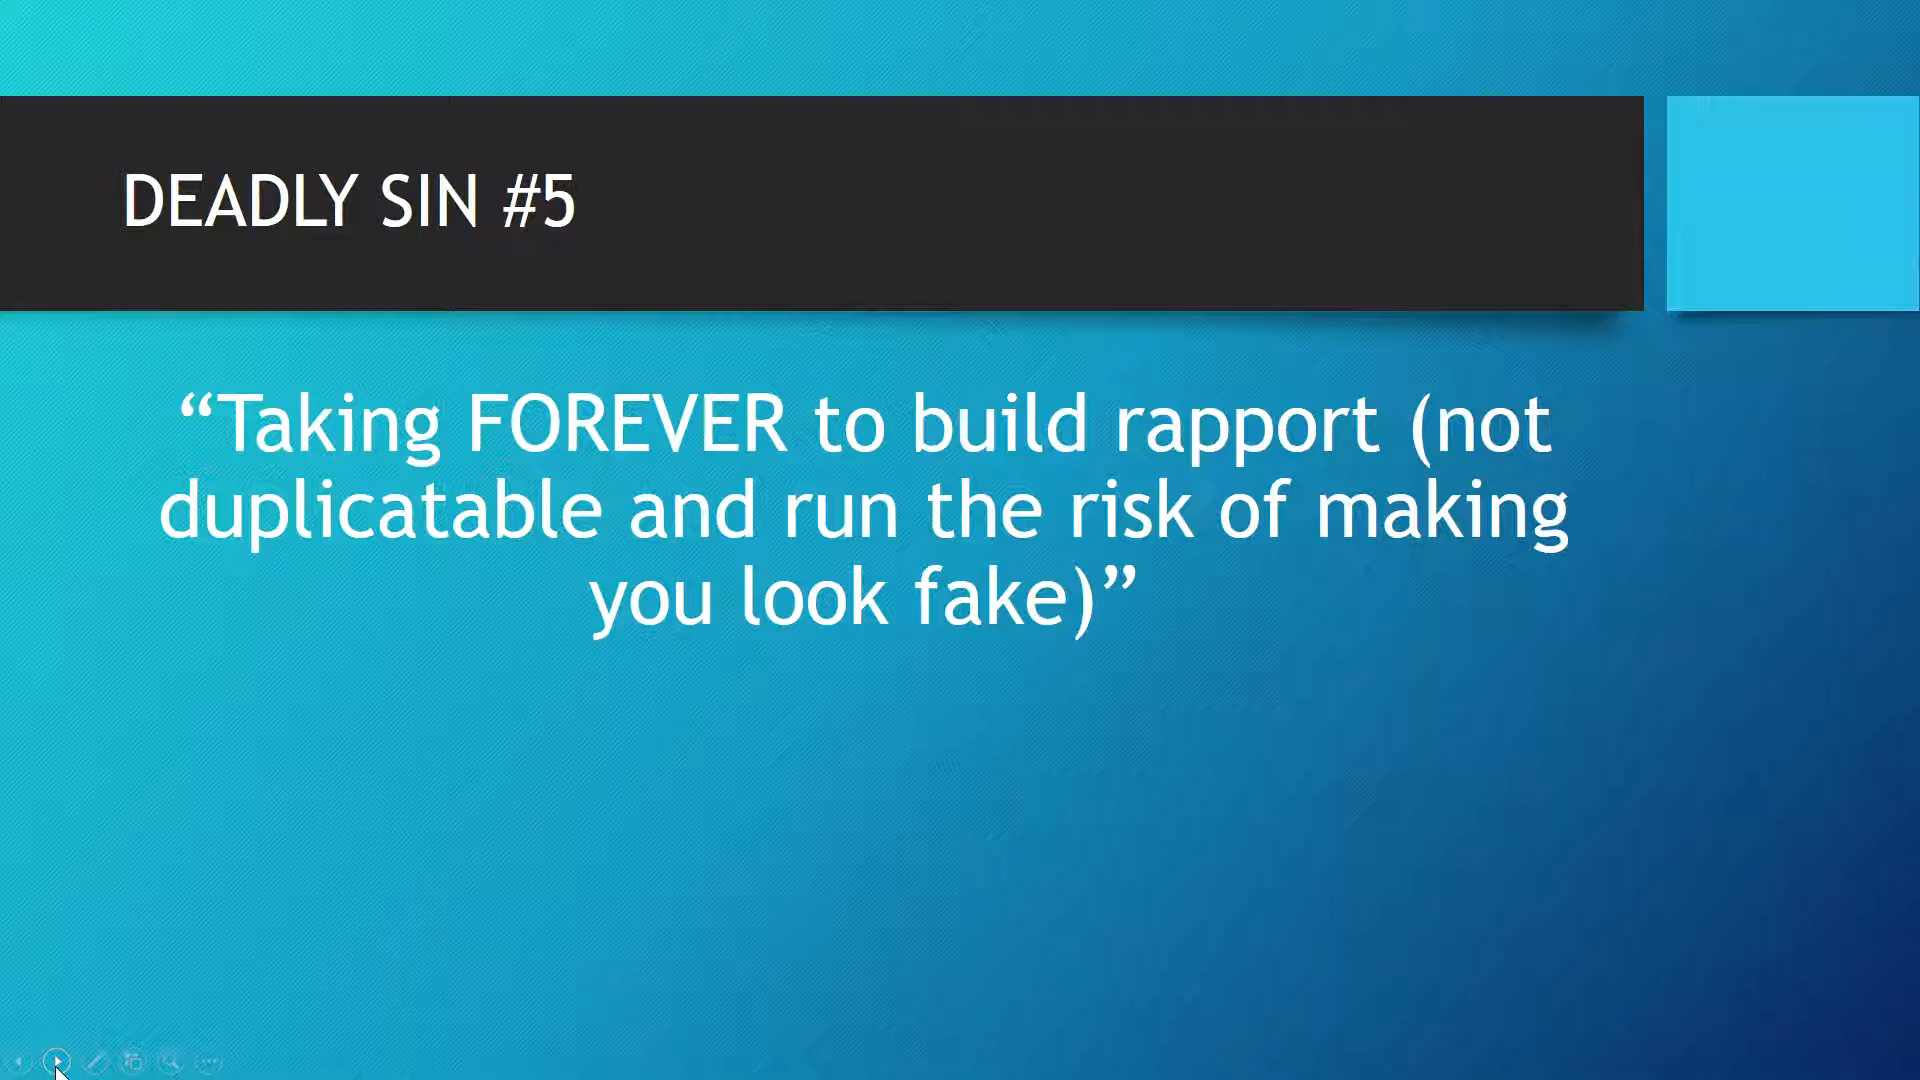 DEADLY SIN #5
“Taking FOREVER to build rapport (not
duplicatable and run the risk of making
you look fake)”